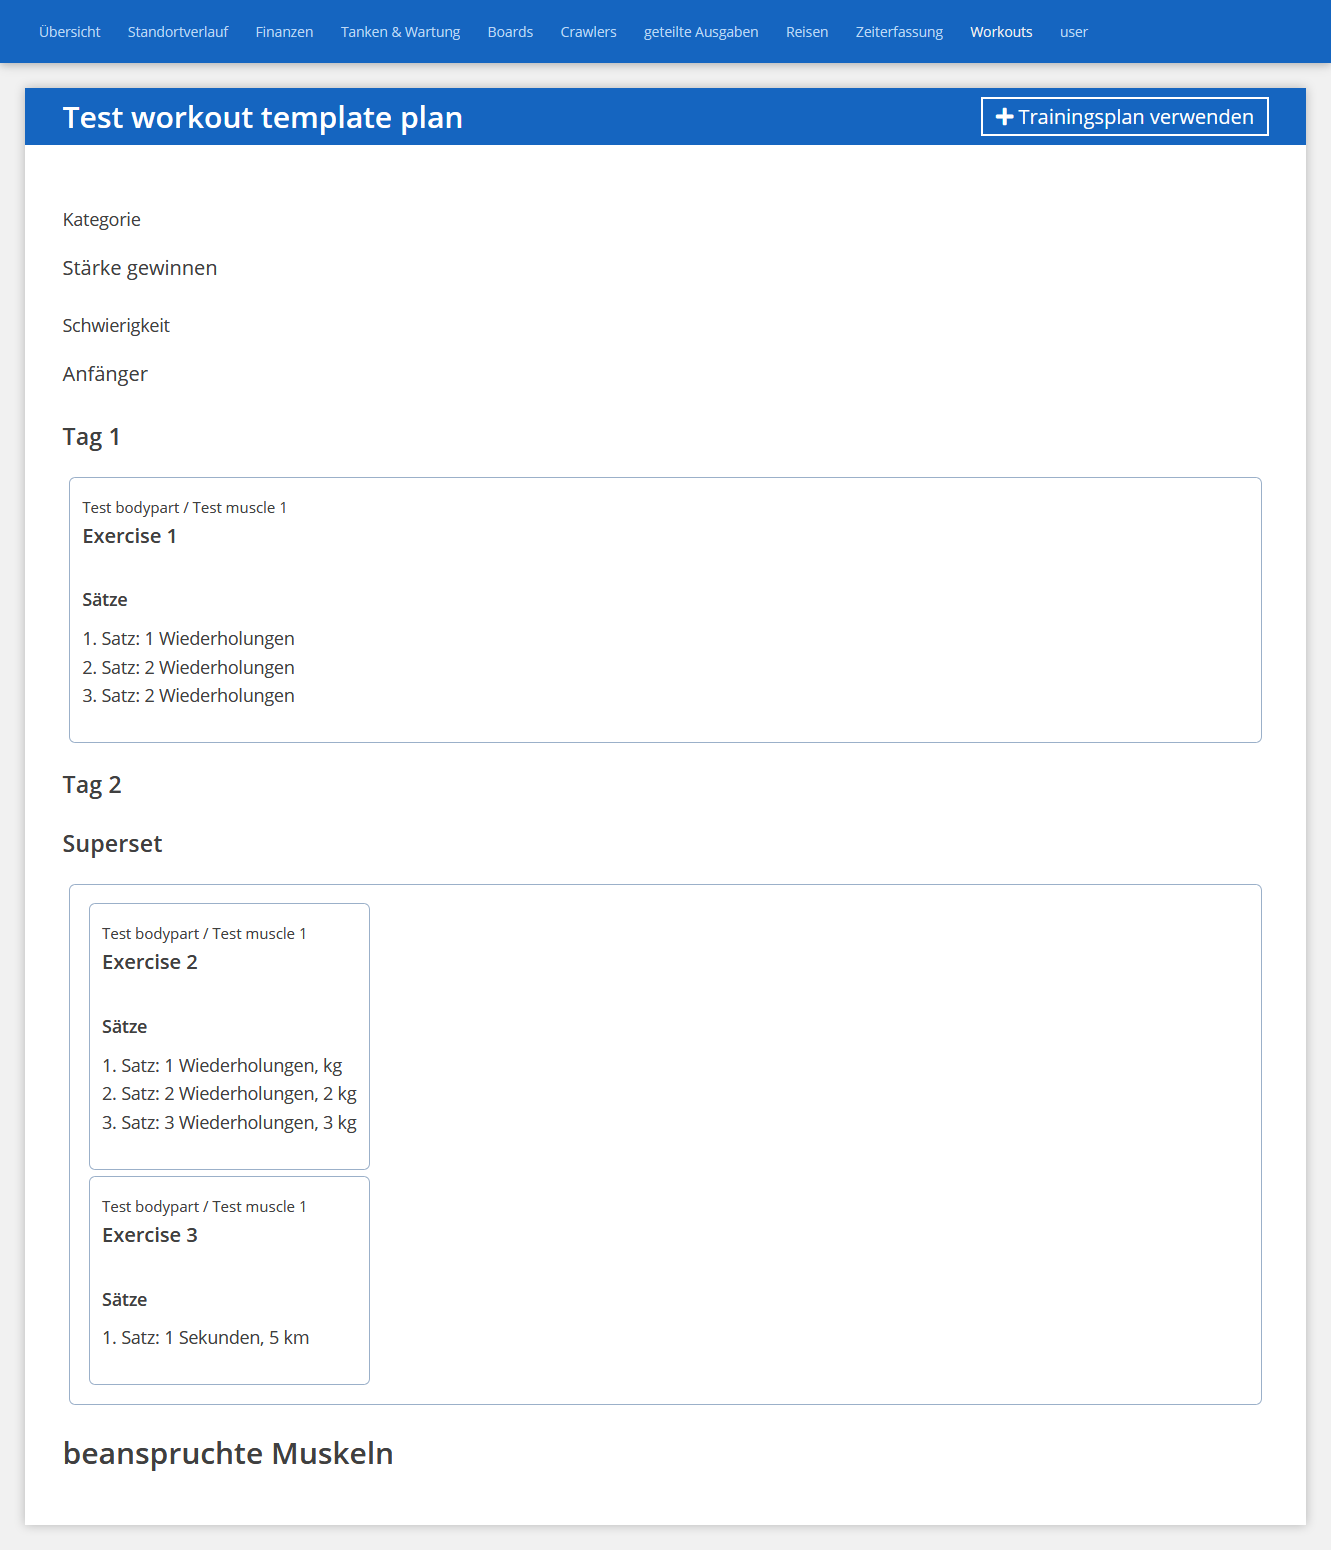 Übersicht Standortverlauf Finanzen Tanken & Wartung Boards Crawlers geteilte Ausgaben Reisen Zeiterfassung Workouts user
Test workout template plan
Trainingsplan verwenden
Kategorie
Stärke gewinnen
Schwierigkeit
Anfänger
Tag 1
Test bodypart / Test muscle 1
Exercise 1
Sätze
1. Satz: 1 Wiederholungen
2. Satz: 2 Wiederholungen
3. Satz: 2 Wiederholungen
Tag 2
Superset
Test bodypart / Test muscle 1
Exercise 2
Sätze
1. Satz: 1 Wiederholungen, kg
2. Satz: 2 Wiederholungen, 2 kg
3. Satz: 3 Wiederholungen, 3 kg
Test bodypart / Test muscle 1
Exercise 3
Sätze
1. Satz: 1 Sekunden, 5 km
beanspruchte Muskeln